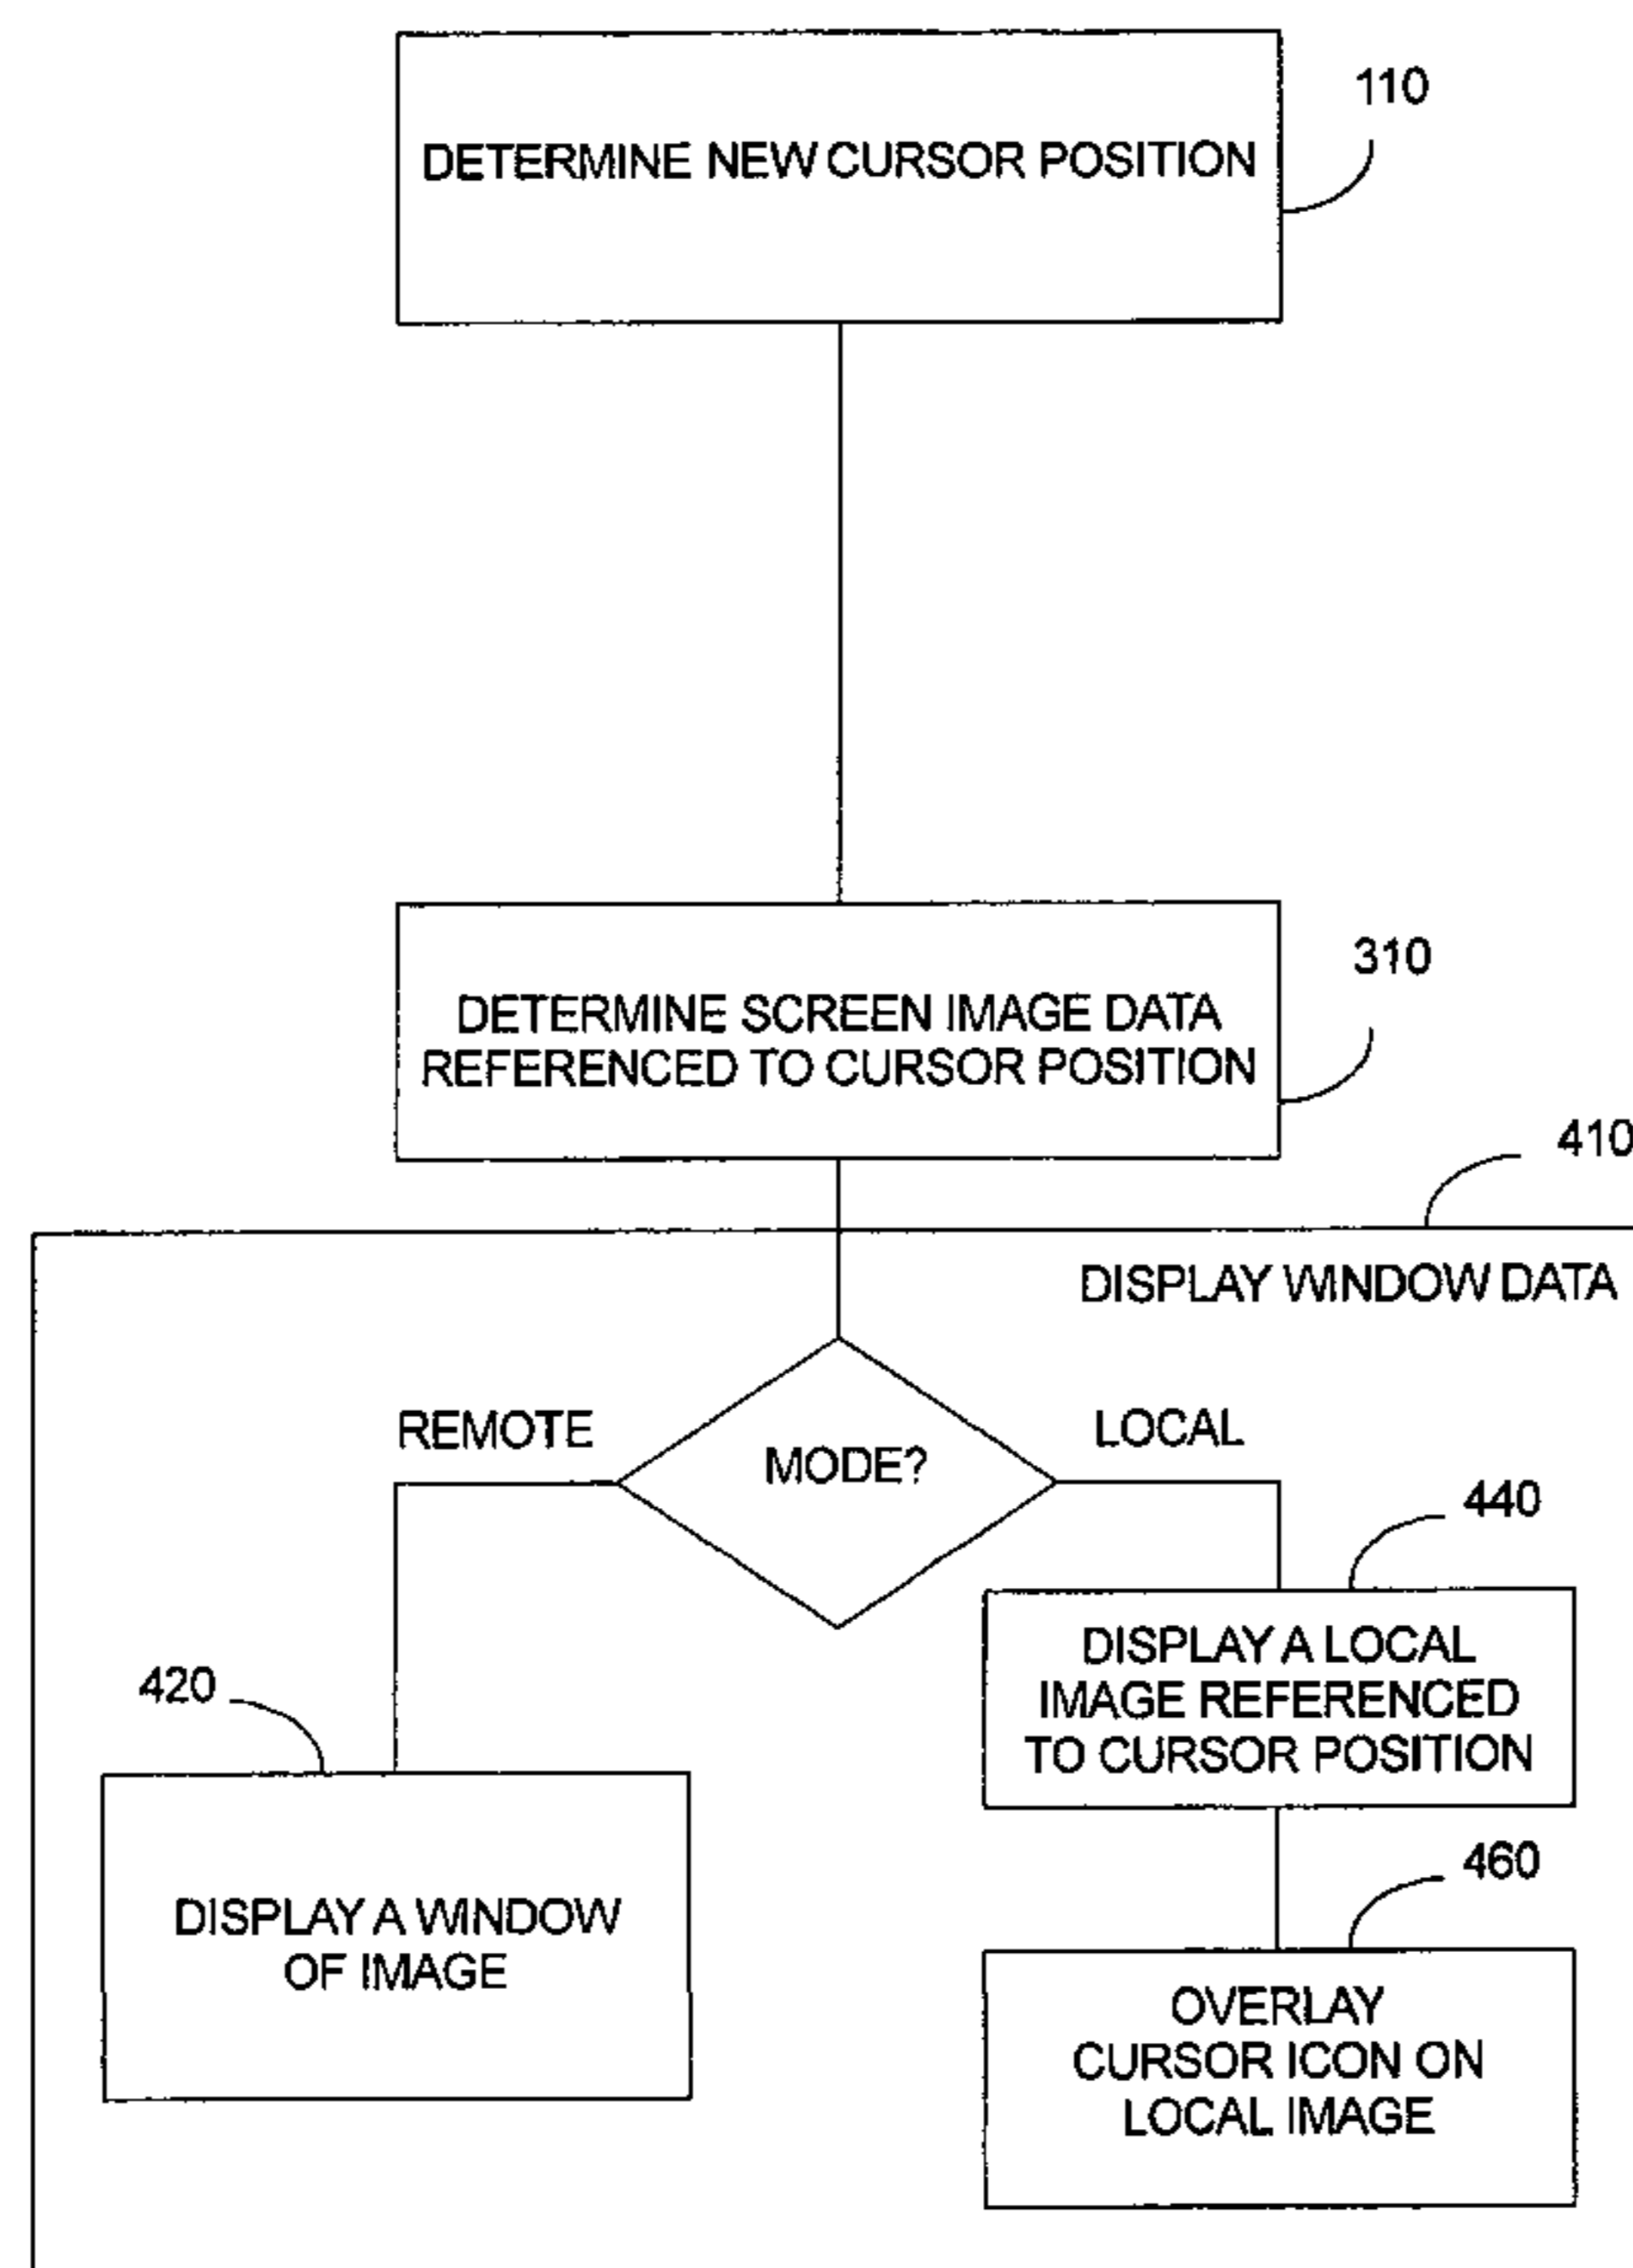 110
DETERMINE NEW CURSOR POSITION
310
DETERMINE SCREEN IMAGE DATA
REFERENCED TO CURSOR POSITION
410
DISPLAY WINDOW DATA
REMOTE
MODE?
LOCAL
440
DISPLAY A LOCAL
IMAGE REFERENCED
TO CURSOR POSITION
420
DISPLAY A WINDOW
OF IMAGE
460
OVERLAY
CURSOR ICON ON
LOCAL IMAGE